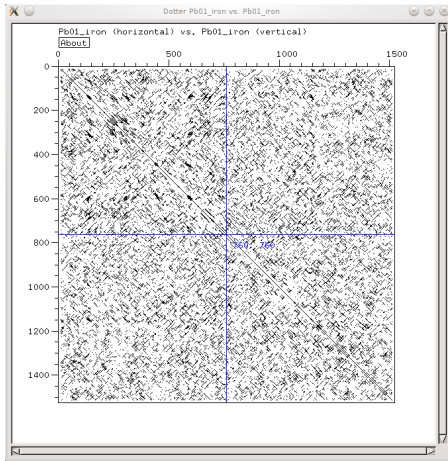 Dotter Pb01_iron vs. Pb01_iron
Pb01_iron (horizontal) vs. Pb01_iron (vertical)
About
0 500 1000 1500
0
200
400
600
800
760, 760
1000
1200
1400